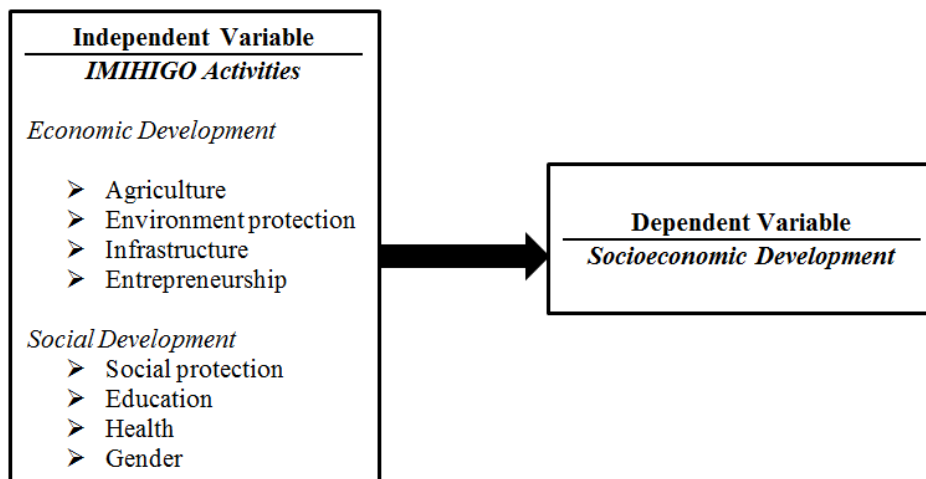 Independent Variable
IMIHIGO Activities
Economic Development
➢ Agriculture
➢ Environment protection
➢ Infrastructure
➢ Entrepreneurship
Social Development
➢ Social protection
➢ Education
➢ Health
➢ Gender
Dependent Variable
Socioeconomic Development